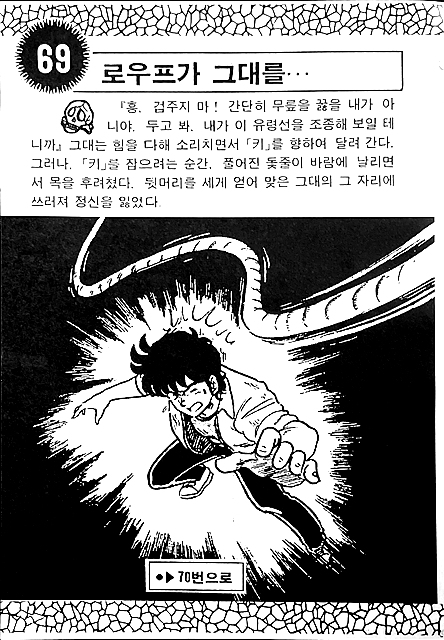 69
로우프가 그대를…
『흥. 겁주지 마! 간단히 무릎을 꿇을 내가 아
니야. 두고 봐. 내가 이 유령선을 조종해 보일 테
니까』 그대는 힘을 다해 소리치면서 「키」를 향하여 달려 간다.
그러나. 「키」를 잡으려는 순간. 풀어진 돛줄이 바람에 날리면
서 목을 후려쳤다. 뒷머리를 세게 얻어 맞은 그대의 그 자리에
쓰러져 정신을 잃었다.
●▶70번으로